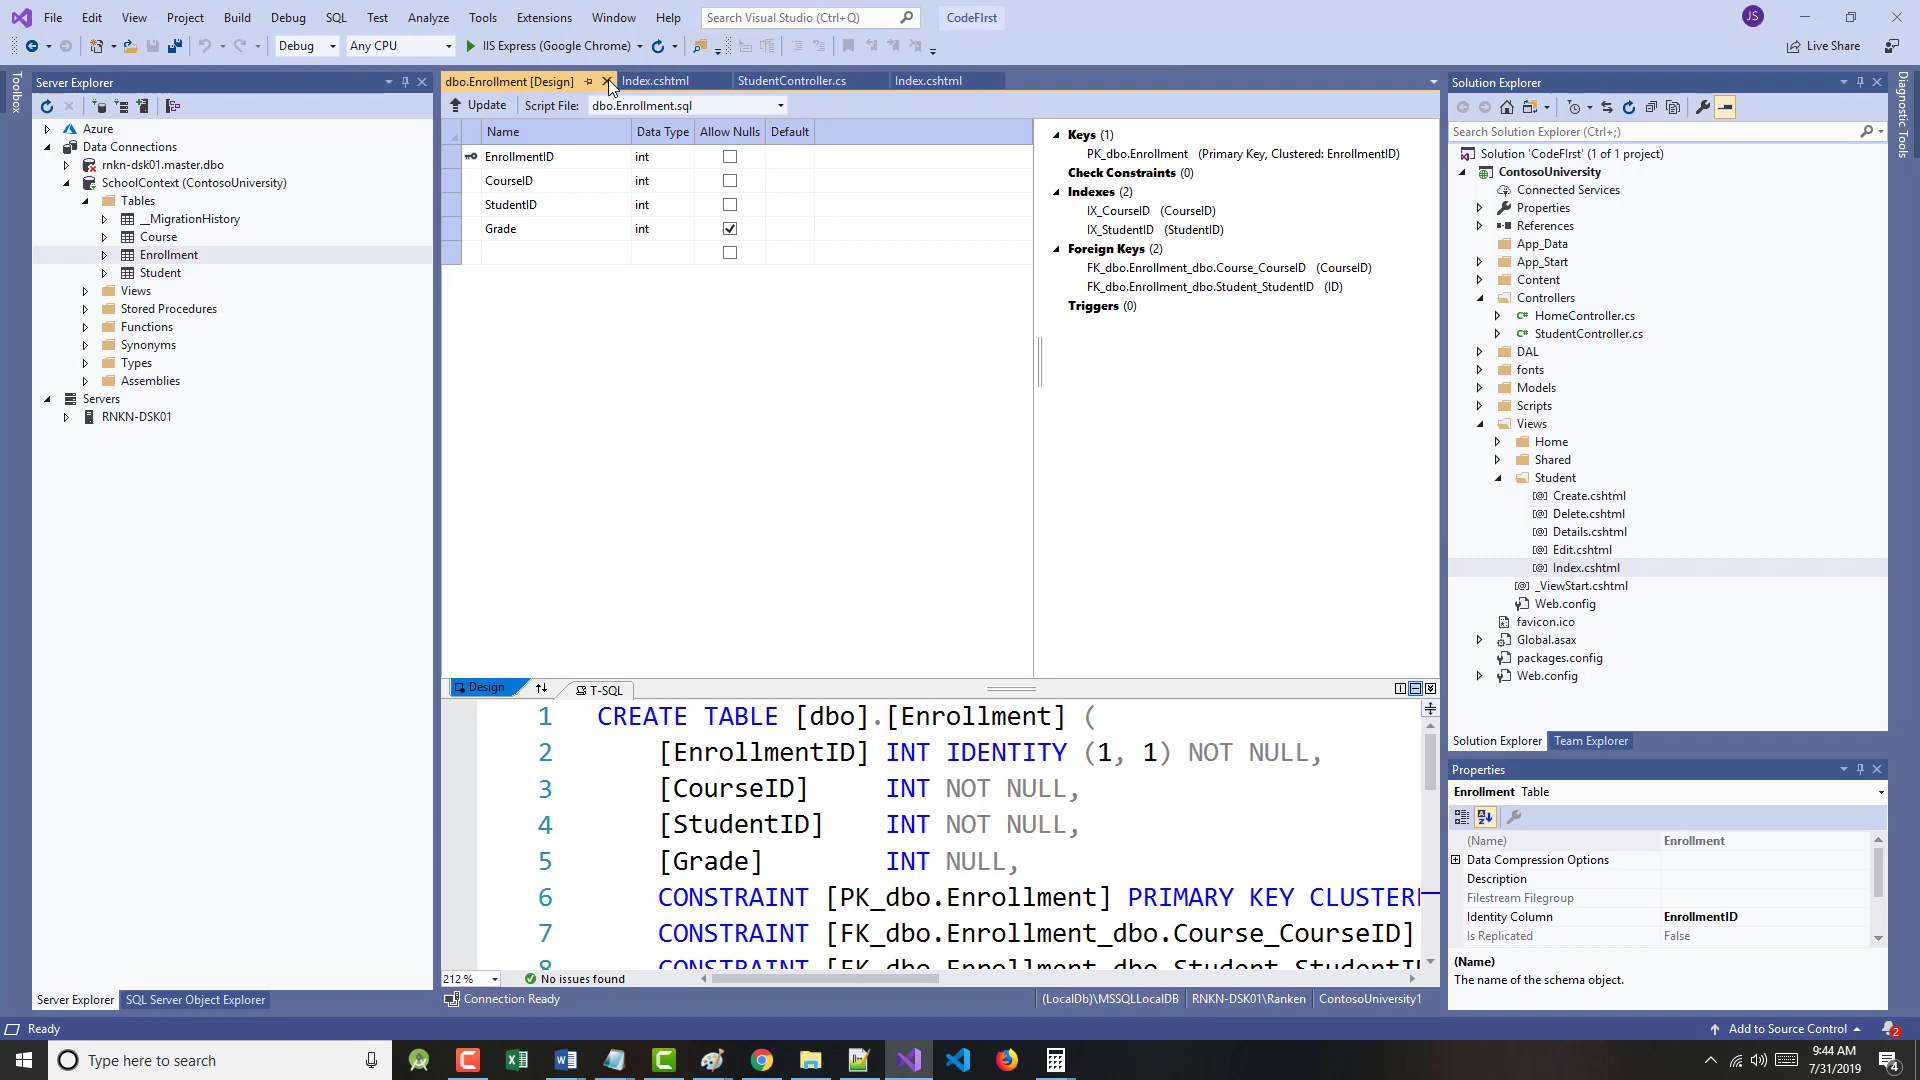 File Edit View Project Build Debug SQL Test Analyze Tools Extensions Window Help Search Visual Studio (Ctrl+Q) CodeFIrst JS
Debug Any CPU IIS Express (Google Chrome) Live Share
Toolbox
Server Explorer
Azure
Data Connections
rnkn-dsk01.master.dbo
SchoolContext (ContosoUniversity)
Tables
__MigrationHistory
Course
Enrollment
Student
Views
Stored Procedures
Functions
Synonyms
Types
Assemblies
Servers
RNKN-DSK01
Server Explorer SQL Server Object Explorer
dbo.Enrollment [Design] Index.cshtml StudentController.cs Index.cshtml
Update Script File: dbo.Enrollment.sql
Name Data Type Allow Nulls Default
EnrollmentID int
CourseID int
StudentID int
Grade int
Keys (1)
PK_dbo.Enrollment (Primary Key, Clustered: EnrollmentID)
Check Constraints (0)
Indexes (2)
IX_CourseID (CourseID)
IX_StudentID (StudentID)
Foreign Keys (2)
FK_dbo.Enrollment_dbo.Course_CourseID (CourseID)
FK_dbo.Enrollment_dbo.Student_StudentID (ID)
Triggers (0)
Design T-SQL
1 CREATE TABLE [dbo].[Enrollment] (
2 [EnrollmentID] INT IDENTITY (1, 1) NOT NULL,
3 [CourseID] INT NOT NULL,
4 [StudentID] INT NOT NULL,
5 [Grade] INT NULL,
6 CONSTRAINT [PK_dbo.Enrollment] PRIMARY KEY CLUSTER
7 CONSTRAINT [FK_dbo.Enrollment_dbo.Course_CourseID]
8 CONSTRAINT [FK_dbo.Enrollment_dbo.Student_StudentI
212 % No issues found
Connection Ready (LocalDb)\MSSQLLocalDB RNKN-DSK01\Ranken ContosoUniversity1
Solution Explorer
Search Solution Explorer (Ctrl+;)
Solution 'CodeFIrst' (1 of 1 project)
ContosoUniversity
Connected Services
Properties
References
App_Data
App_Start
Content
Controllers
HomeController.cs
StudentController.cs
DAL
fonts
Models
Scripts
Views
Home
Shared
Student
Create.cshtml
Delete.cshtml
Details.cshtml
Edit.cshtml
Index.cshtml
_ViewStart.cshtml
Web.config
favicon.ico
Global.asax
packages.config
Web.config
Solution Explorer Team Explorer
Properties
Enrollment Table
(Name) Enrollment
Data Compression Options
Description
Filestream Filegroup
Identity Column EnrollmentID
Is Replicated False
(Name)
The name of the schema object.
Diagnostic Tools
Ready Add to Source Control 2
Type here to search
9:44 AM
7/31/2019
4